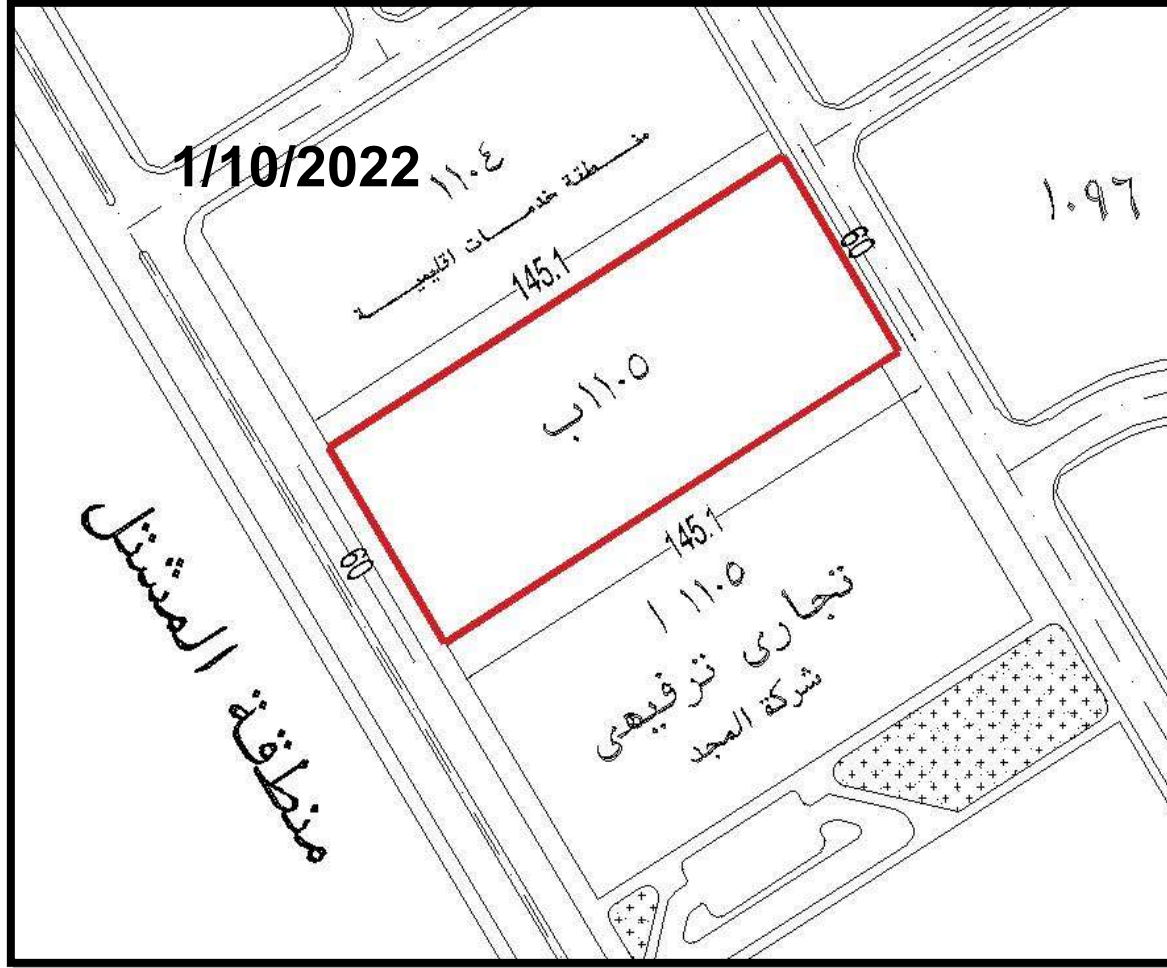 1/10/2022
١١٠٤
منطقة خدمات اقليمية
١٠٩٦
145.1
60
١١٠٥ب
60
145.1
١١٠٥ ا
تجارى ترفيهى
شركة المجد
منطقة المشتل